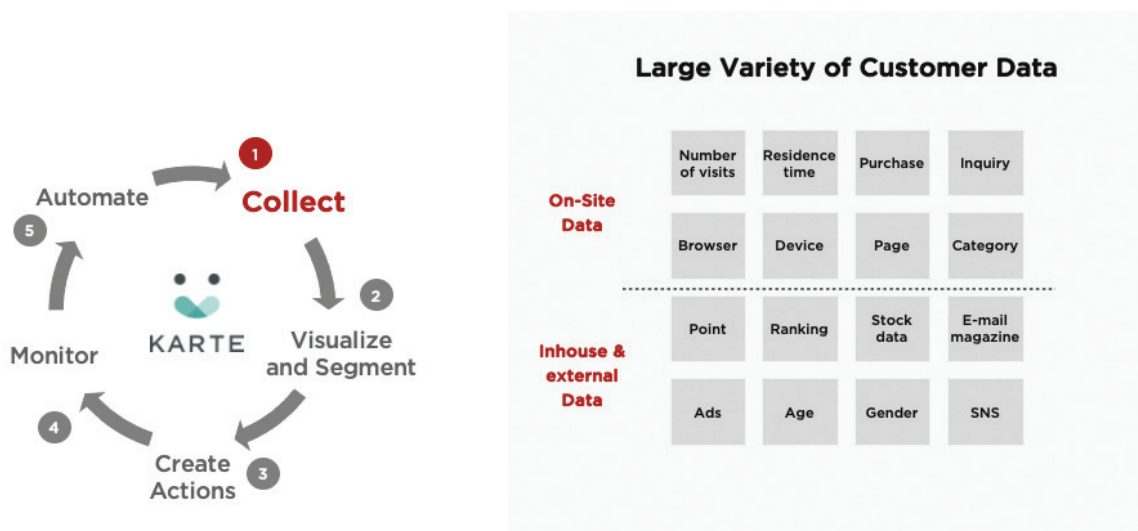 1
Collect
2
Visualize
and Segment
3
Create
Actions
4
Monitor
5
Automate
KARTE
Large Variety of Customer Data
On-Site
Data
Number
of visits
Residence
time
Purchase
Inquiry
Browser
Device
Page
Category
Inhouse &
external
Data
Point
Ranking
Stock
data
E-mail
magazine
Ads
Age
Gender
SNS